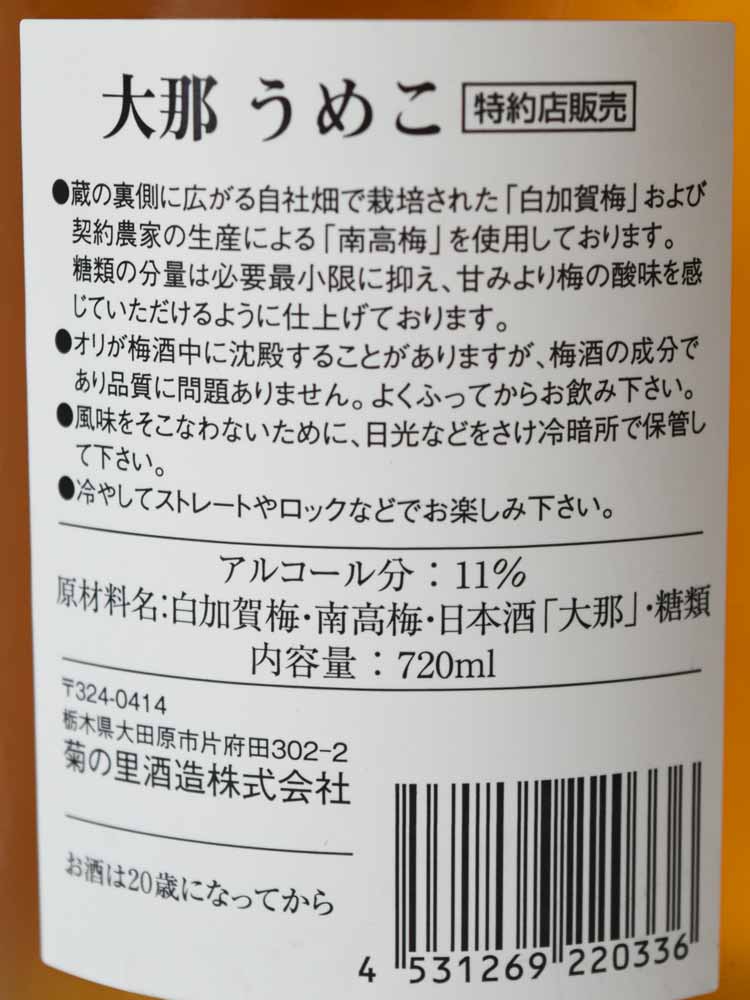 大那 うめこ 特約店販売
●蔵の裏側に広がる自社畑で栽培された「白加賀梅」および
契約農家の生産による「南高梅」を使用しております。
糖類の分量は必要最小限に抑え、甘みより梅の酸味を感
じていただけるように仕上げております。
●オリが梅酒中に沈殿することがありますが、梅酒の成分で
あり品質に問題ありません。よくふってからお飲み下さい。
●風味をそこなわないために、日光などをさけ冷暗所で保管し
て下さい。
●冷やしてストレートやロックなどでお楽しみ下さい。
アルコール分：11%
原材料名：白加賀梅・南高梅・日本酒「大那」・糖類
内容量：720ml
〒324-0414
栃木県大田原市片府田302-2
菊の里酒造株式会社
お酒は20歳になってから
4 531269 220336